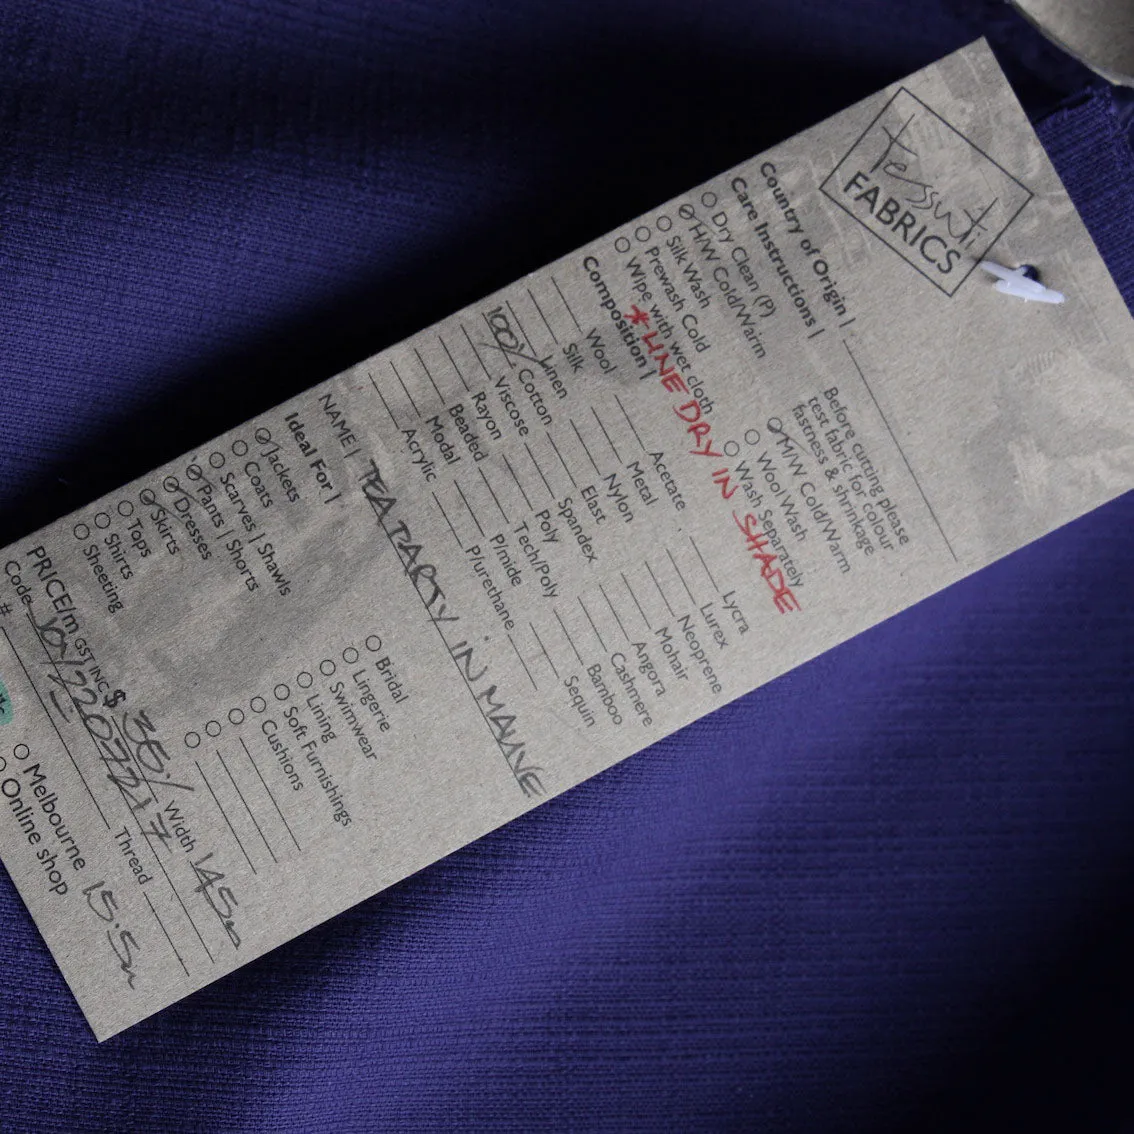 tessuti
FABRICS
Country of Origin |
Care Instructions |
Before cutting please
test fabric for colour
fastness & shrinkage
Dry Clean (P)
H/W Cold/Warm
Silk Wash
Prewash Cold
Wipe with wet cloth
M/W Cold/Warm
Wool Wash
Wash Separately
* LINE DRY IN SHADE
Composition |
Wool
Silk
Linen
100% Cotton
Viscose
Rayon
Beaded
Modal
Acrylic
Acetate
Metal
Nylon
Elast
Spandex
Poly
Tech/Poly
P/mide
P/urethane
Lycra
Lurex
Neoprene
Mohair
Angora
Cashmere
Bamboo
Sequin
NAME | TEA PARTY IN MAUVE
Ideal For |
Jackets
Coats
Scarves | Shawls
Pants | Shorts
Dresses
Skirts
Tops
Shirts
Sheeting
Bridal
Lingerie
Swimwear
Lining
Soft Furnishings
Cushions
PRICE/m GST INC $ 35/ Width 145
Code
# Thread
Melbourne 15.5m
Online shop